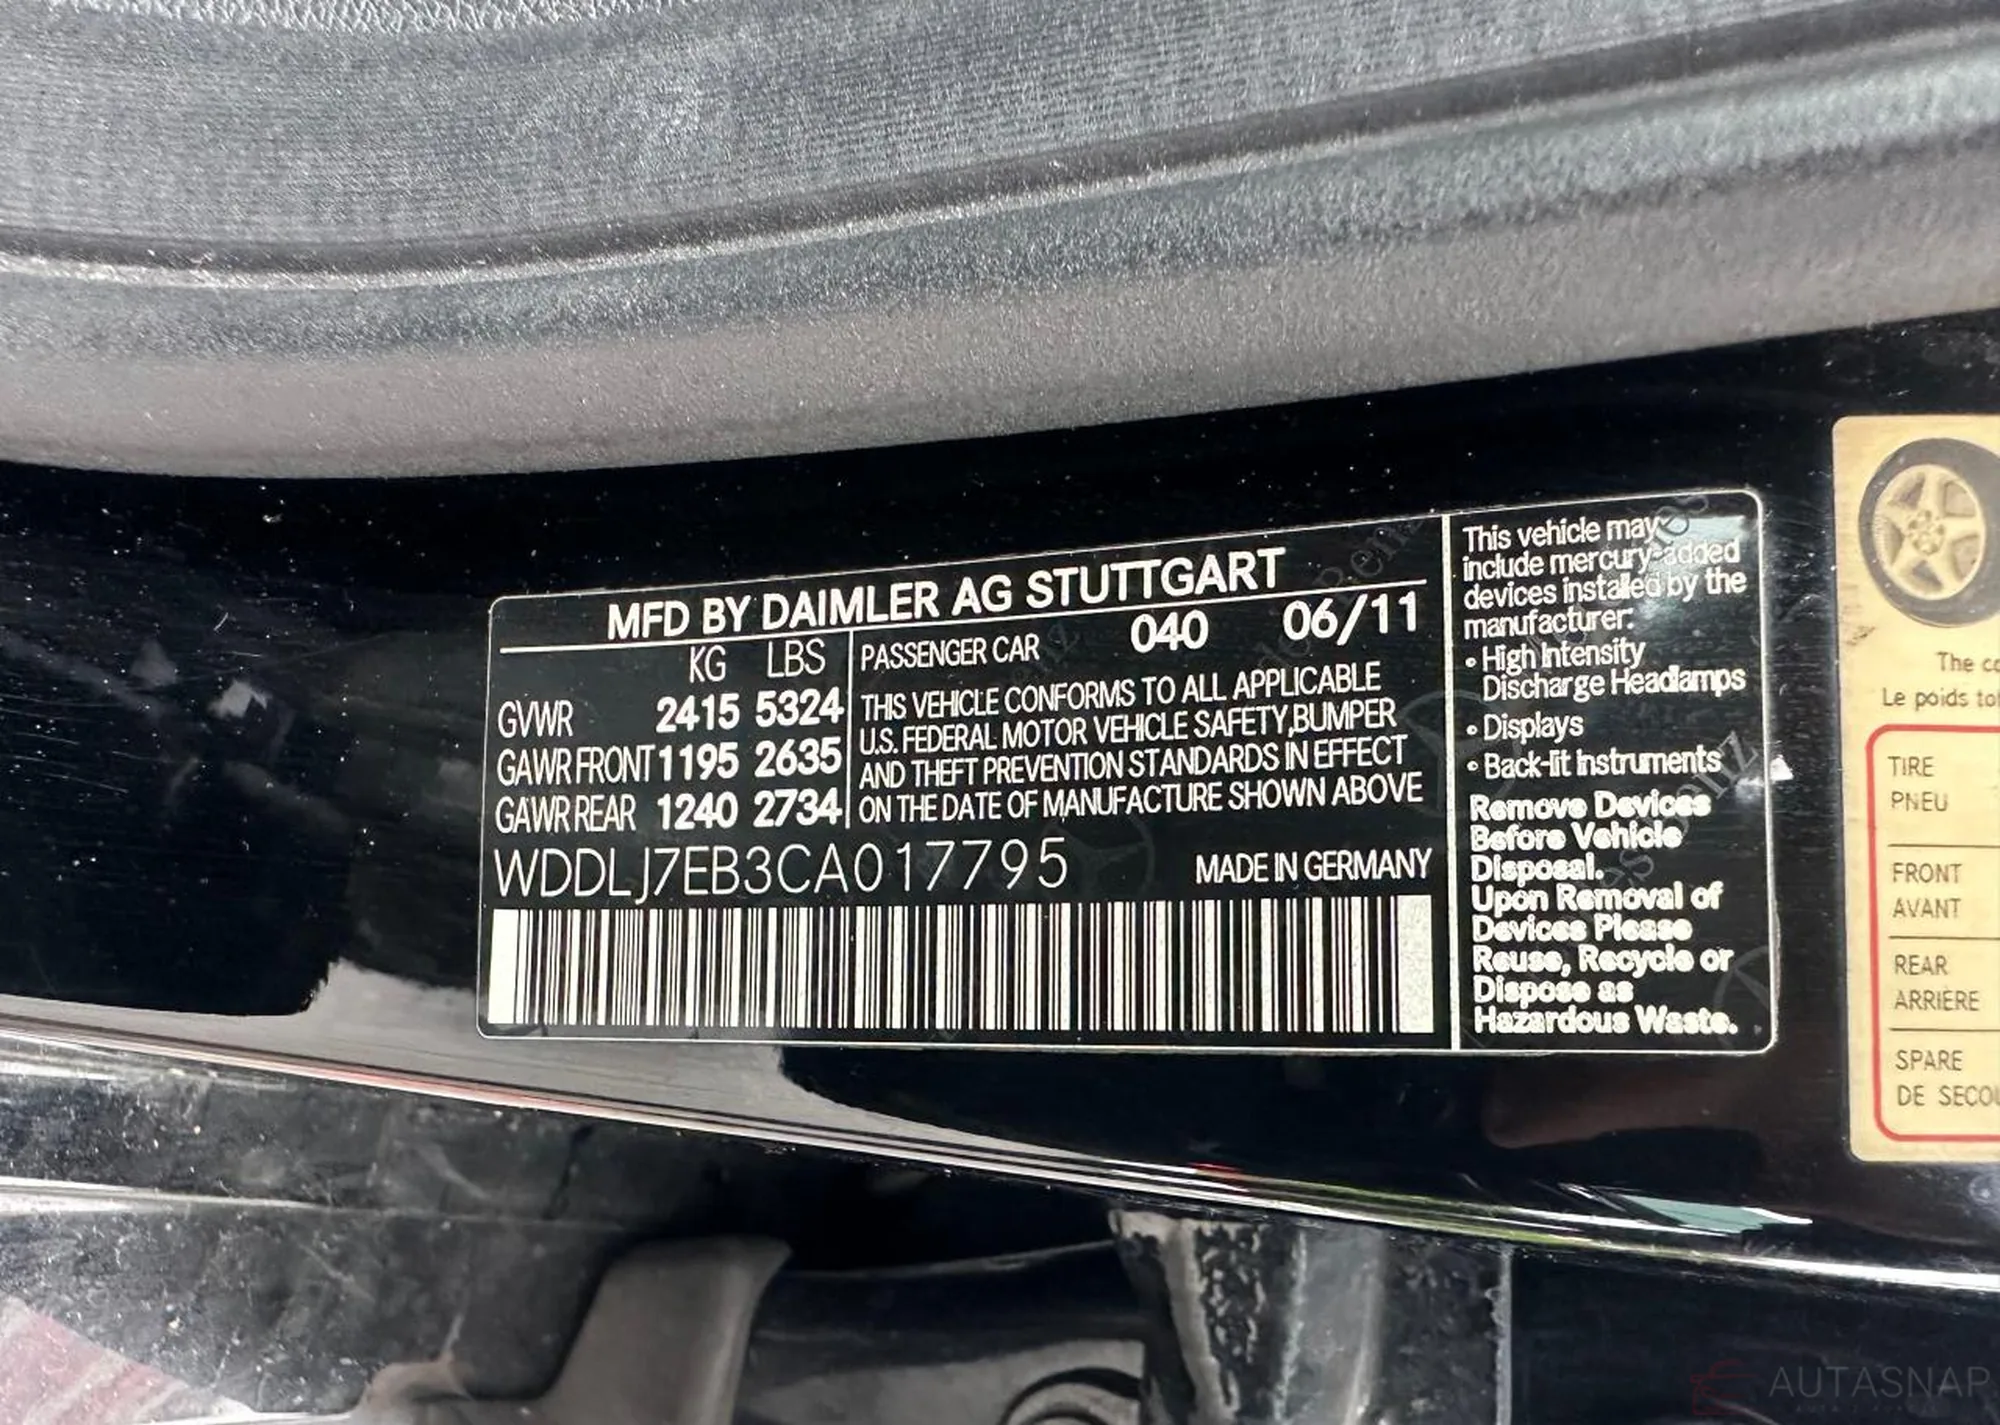 MFD BY DAIMLER AG STUTTGART
KG LBS
GVWR 2415 5324
GAWR FRONT 1195 2635
GAWR REAR 1240 2734
PASSENGER CAR 040 06/11
THIS VEHICLE CONFORMS TO ALL APPLICABLE
U.S. FEDERAL MOTOR VEHICLE SAFETY,BUMPER
AND THEFT PREVENTION STANDARDS IN EFFECT
ON THE DATE OF MANUFACTURE SHOWN ABOVE
WDDLJ7EB3CA017795
MADE IN GERMANY
This vehicle may
include mercury-added
devices installed by the
manufacturer:
• High Intensity
Discharge Headlamps
• Displays
• Back-lit Instruments
Remove Devices
Before Vehicle
Disposal.
Upon Removal of
Devices Please
Reuse, Recycle or
Dispose as
Hazardous Waste.
The
Le poids
TIRE
PNEU
FRONT
AVANT
REAR
ARRIÈRE
SPARE
DE
AUTASNAP